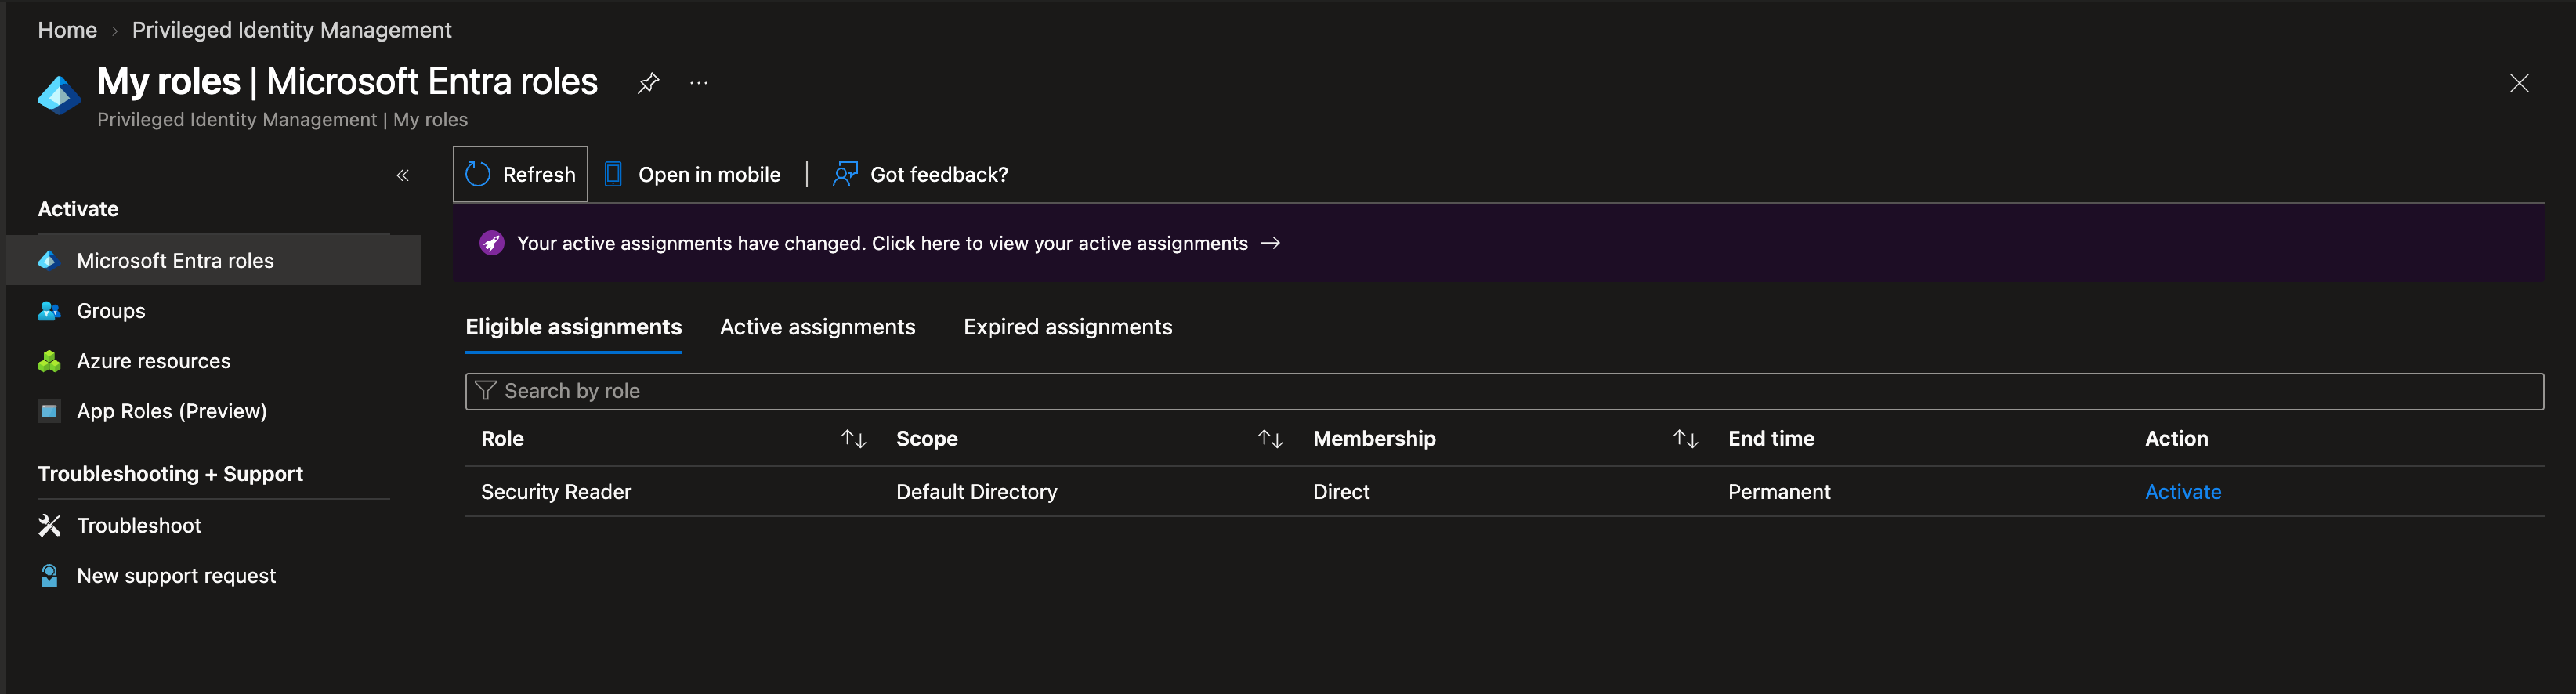 Home > Privileged Identity Management
My roles | Microsoft Entra roles
Privileged Identity Management | My roles
Activate
Microsoft Entra roles
Groups
Azure resources
App Roles (Preview)
Troubleshooting + Support
Troubleshoot
New support request
Refresh Open in mobile | Got feedback?
Your active assignments have changed. Click here to view your active assignments →
Eligible assignments Active assignments Expired assignments
Search by role
Role Scope Membership End time Action
Security Reader Default Directory Direct Permanent Activate